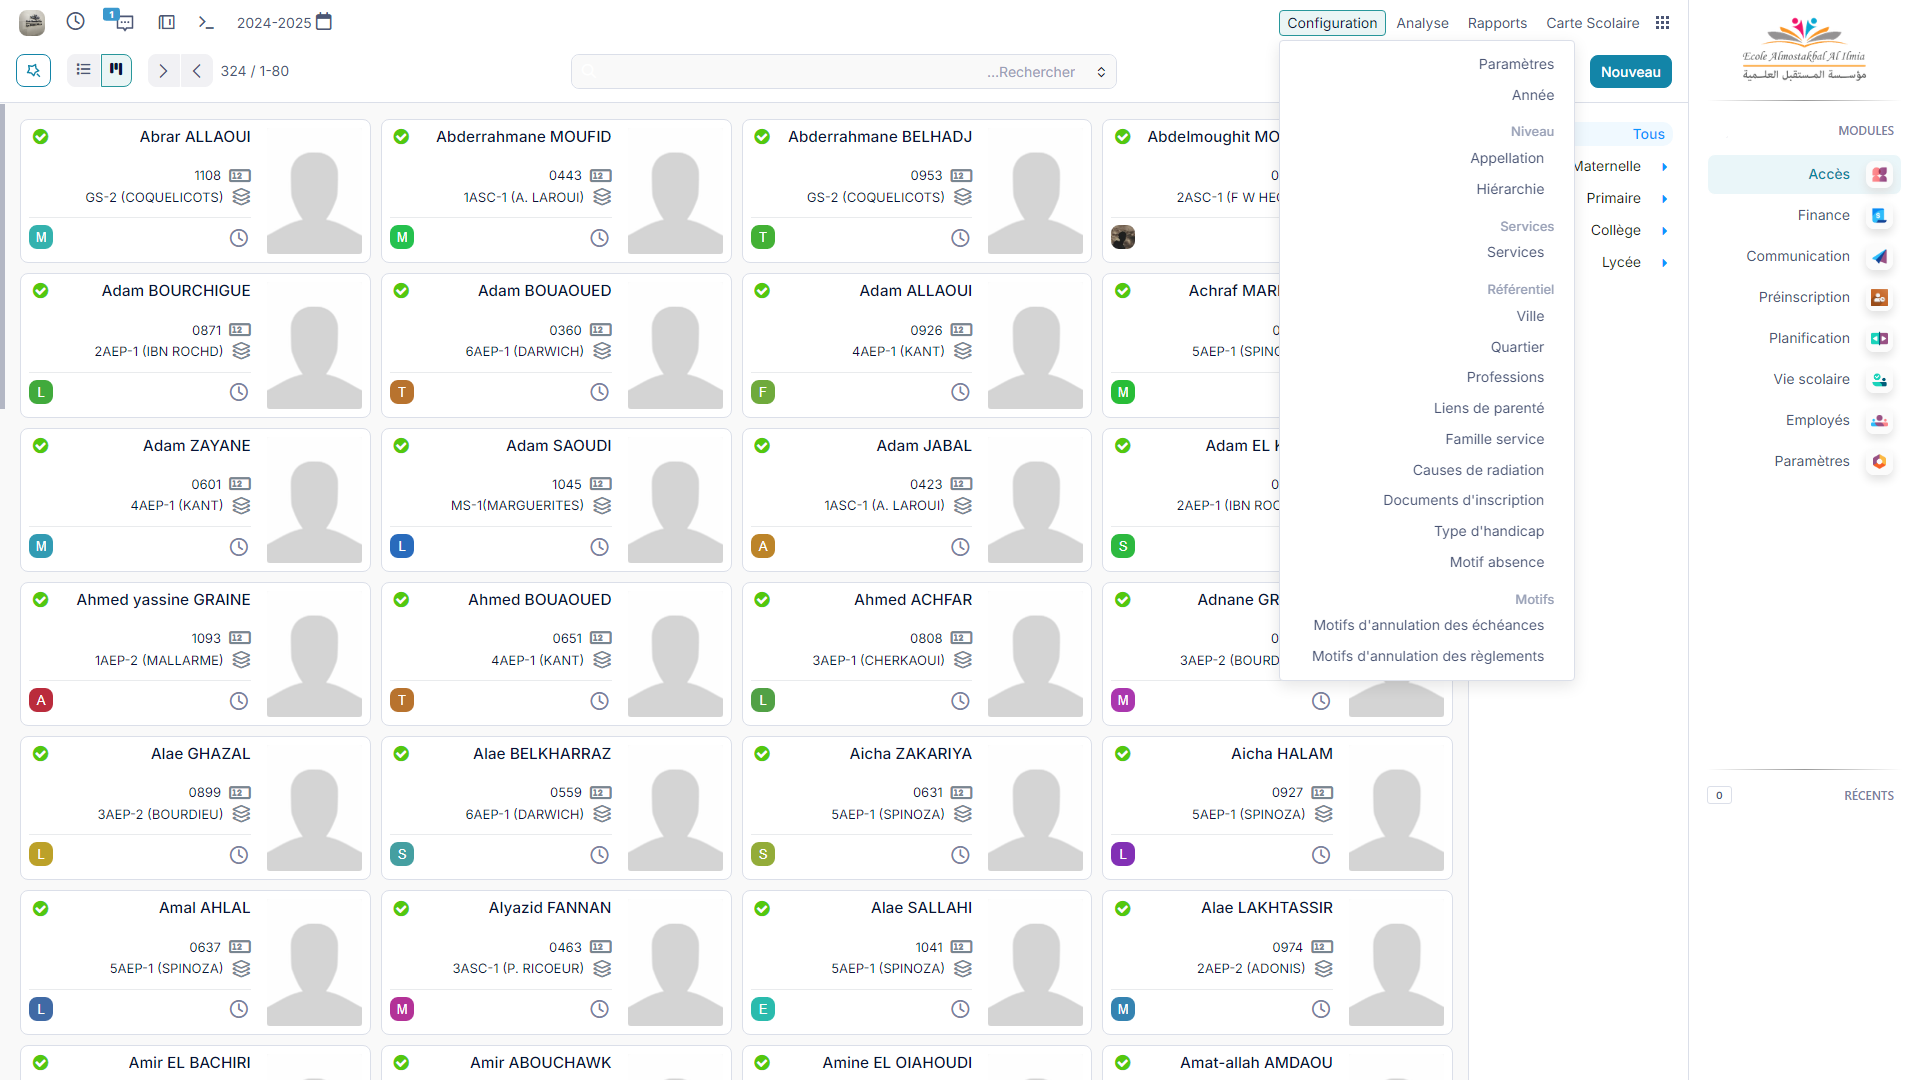 1
2024-2025
Configuration
Analyse
Rapports
Carte Scolaire
324 / 1-80
...Rechercher
Nouveau
Paramètres
Année
Niveau
Appellation
Hiérarchie
Services
Services
Référentiel
Ville
Quartier
Professions
Liens de parenté
Famille service
Causes de radiation
Documents d'inscription
Type d'handicap
Motif absence
Motifs
Motifs d'annulation des échéances
Motifs d'annulation des règlements
Tous
Maternelle
Primaire
Collège
Lycée
Ecole Almostakbal Al Ilmia
مؤسسة المستقبل العلمية
MODULES
Accès
Finance
Communication
Préinscription
Planification
Vie scolaire
Employés
Paramètres
0
RÉCENTS
Abrar ALLAOUI
1108
GS-2 (COQUELICOTS)
M
Abderrahmane MOUFID
0443
1ASC-1 (A. LAROUI)
M
Abderrahmane BELHADJ
0953
GS-2 (COQUELICOTS)
T
Abdelmoughit MO
0
2ASC-1 (F W HEG
Adam BOURCHIGUE
0871
2AEP-1 (IBN ROCHD)
L
Adam BOUAOUED
0360
6AEP-1 (DARWICH)
T
Adam ALLAOUI
0926
4AEP-1 (KANT)
F
Achraf MARI
0
5AEP-1 (SPINO
M
Adam ZAYANE
0601
4AEP-1 (KANT)
M
Adam SAOUDI
1045
MS-1(MARGUERITES)
L
Adam JABAL
0423
1ASC-1 (A. LAROUI)
A
Adam EL K
0
2AEP-1 (IBN ROC
S
Ahmed yassine GRAINE
1093
1AEP-2 (MALLARME)
A
Ahmed BOUAOUED
0651
4AEP-1 (KANT)
T
Ahmed ACHFAR
0808
3AEP-1 (CHERKAOUI)
L
Adnane GR
0
3AEP-2 (BOURD
M
Alae GHAZAL
0899
3AEP-2 (BOURDIEU)
L
Alae BELKHARRAZ
0559
6AEP-1 (DARWICH)
S
Aicha ZAKARIYA
0631
5AEP-1 (SPINOZA)
S
Aicha HALAM
0927
5AEP-1 (SPINOZA)
L
Amal AHLAL
0637
5AEP-1 (SPINOZA)
L
Alyazid FANNAN
0463
3ASC-1 (P. RICOEUR)
M
Alae SALLAHI
1041
5AEP-1 (SPINOZA)
E
Alae LAKHTASSIR
0974
2AEP-2 (ADONIS)
M
Amir EL BACHIRI
Amir ABOUCHAWK
Amine EL OIAHOUDI
Amat-allah AMDAOU